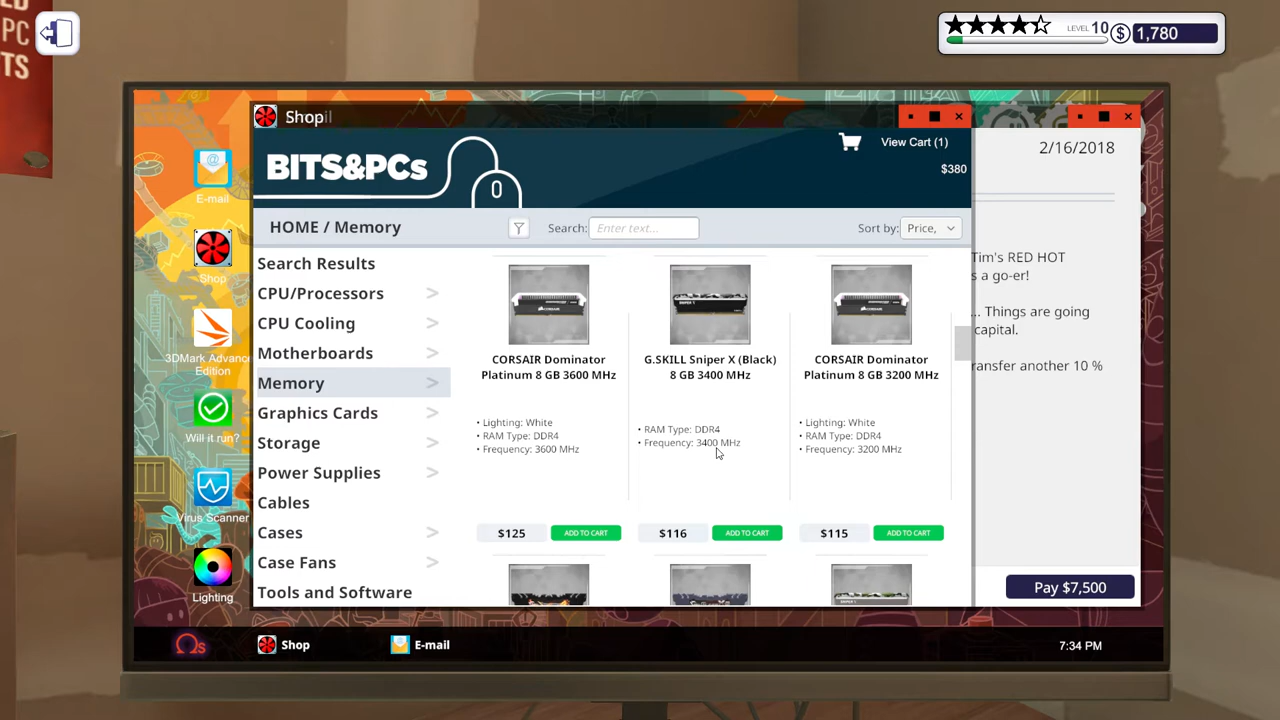 PC
TS
LEVEL 10
$ 1,780
Shop
BITS&PCs
View Cart (1)
$380
HOME / Memory
Search:
Enter text...
Sort by:
Price,
Search Results
CPU/Processors >
CPU Cooling >
Motherboards >
Memory >
Graphics Cards >
Storage >
Power Supplies >
Cables
Cases >
Case Fans >
Tools and Software
CORSAIR Dominator
Platinum 8 GB 3600 MHz
• Lighting: White
• RAM Type: DDR4
• Frequency: 3600 MHz
$125
ADD TO CART
G.SKILL Sniper X (Black)
8 GB 3400 MHz
• RAM Type: DDR4
• Frequency: 3400 MHz
$116
ADD TO CART
CORSAIR Dominator
Platinum 8 GB 3200 MHz
• Lighting: White
• RAM Type: DDR4
• Frequency: 3200 MHz
$115
ADD TO CART
2/16/2018
Tim's RED HOT
s a go-er!
... Things are going
capital.
ransfer another 10 %
Pay $7,500
E-mail
Shop
3DMark Advanc
Edition
Will it run?
Virus Scanner
Lighting
Ωs
Shop
E-mail
7:34 PM